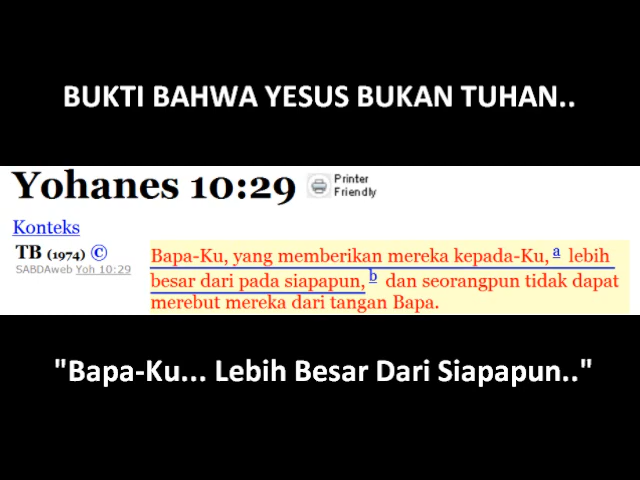 BUKTI BAHWA YESUS BUKAN TUHAN..
Yohanes 10:29
Printer
Friendly
Konteks
TB (1974) ©
SABDAweb Yoh 10:29
Bapa-Ku, yang memberikan mereka kepada-Ku, a lebih
besar dari pada siapapun, b dan seorangpun tidak dapat
merebut mereka dari tangan Bapa.
"Bapa-Ku... Lebih Besar Dari Siapapun.."